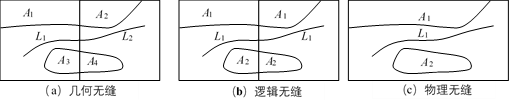 A₁ A₂ L₁ L₂ A₃ A₄
(a) 几何无缝
A₁ A₁ L₁ L₁ A₂ A₂
(b) 逻辑无缝
A₁ L₁ A₂
(c) 物理无缝